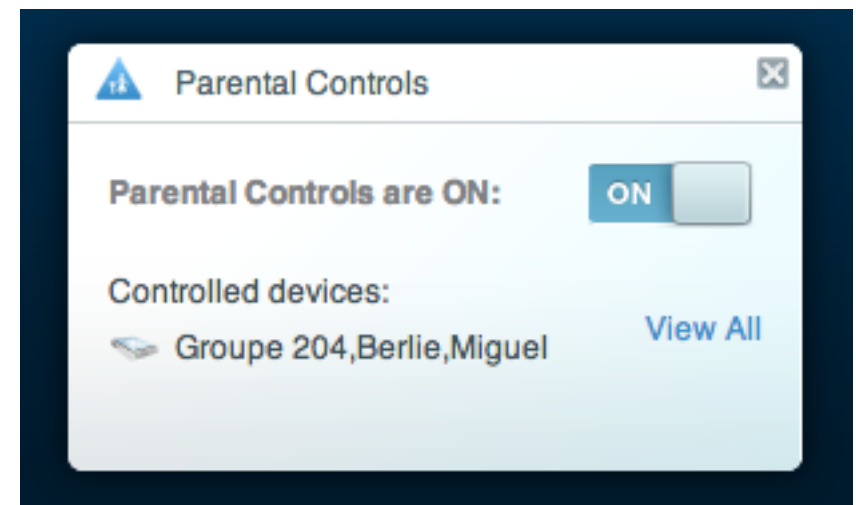 Parental Controls
Parental Controls are ON:
ON
Controlled devices:
Groupe 204,Berlie,Miguel
View All